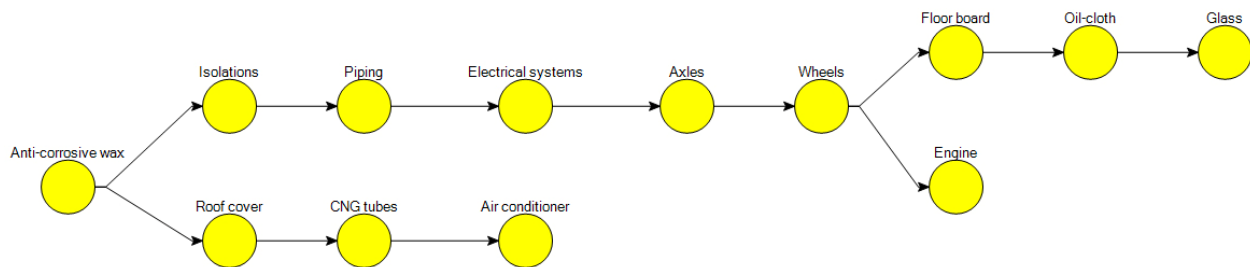 Floor board
Oil-cloth
Glass
Isolations
Piping
Electrical systems
Axles
Wheels
Anti-corrosive wax
Engine
Roof cover
CNG tubes
Air conditioner